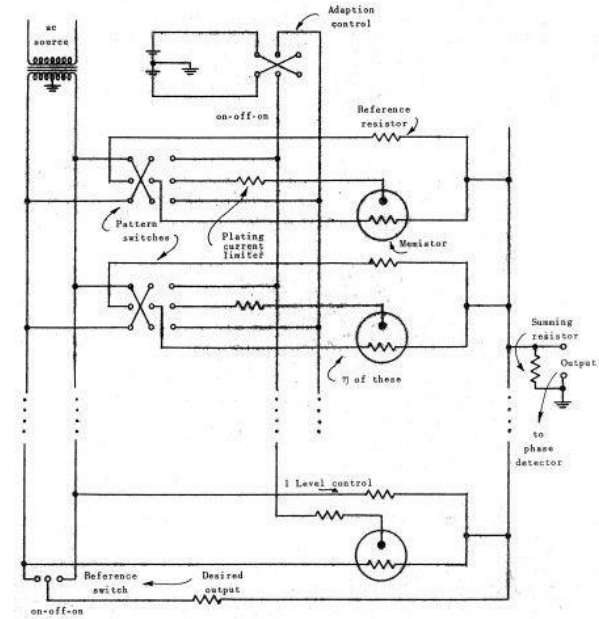 ac
source
Adaption
control
on-off-on
Reference
resistor
Pattern
switches
Plating
current
limiter
Memistor
Summing
resistor
Output
η of these
to
phase
detector
1 Level control
Reference
switch
Desired
output
on-off-on